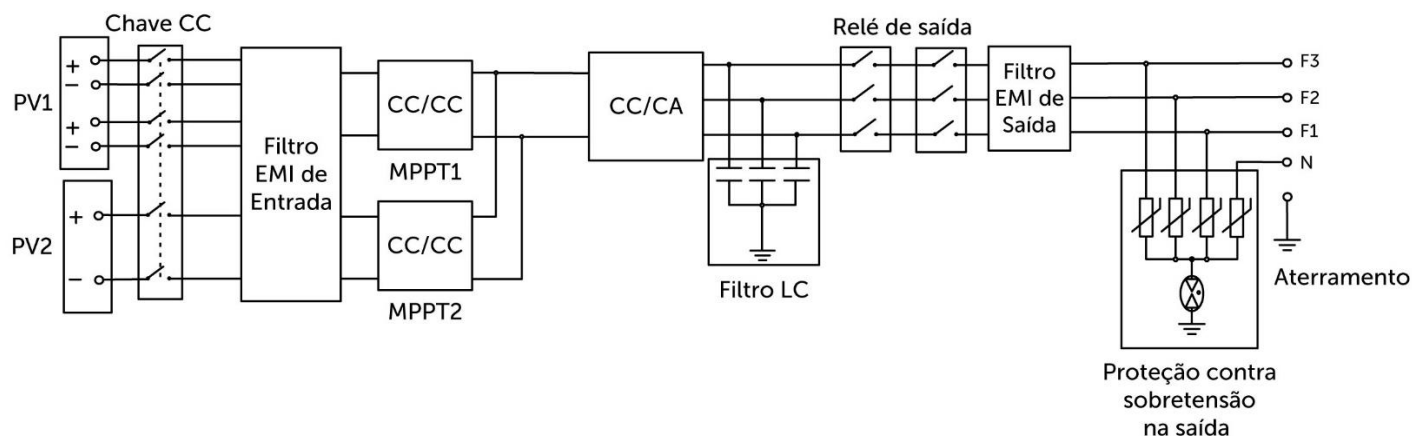 Chave CC
PV1
+
−
+
−
PV2
+
−
Filtro
EMI de
Entrada
CC/CC
MPPT1
CC/CC
MPPT2
CC/CA
Filtro LC
Relé de saída
Filtro
EMI de
Saída
F3
F2
F1
N
Aterramento
Proteção contra
sobretensão
na saída